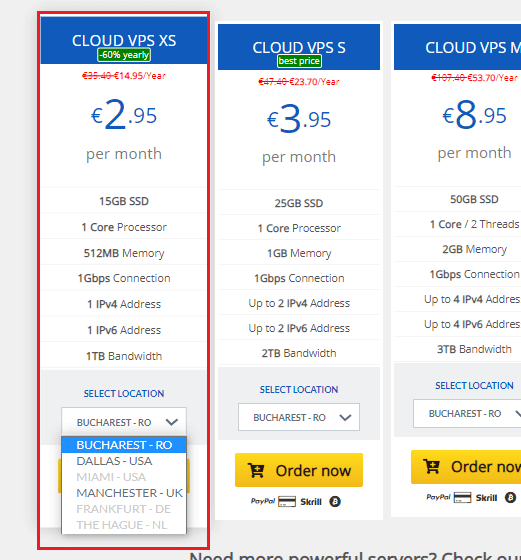 CLOUD VPS XS
-60% yearly
€35.40 €14.95/Year
€2.95
per month
15GB SSD
1 Core Processor
512MB Memory
1Gbps Connection
1 IPv4 Address
1 IPv6 Address
1TB Bandwidth
SELECT LOCATION
BUCHAREST - RO
BUCHAREST - RO
DALLAS - USA
MIAMI - USA
MANCHESTER - UK
FRANKFURT - DE
THE HAGUE - NL
CLOUD VPS S
best price
€47.40 €23.70/Year
€3.95
per month
25GB SSD
1 Core Processor
1GB Memory
1Gbps Connection
Up to 2 IPv4 Address
Up to 2 IPv6 Address
2TB Bandwidth
SELECT LOCATION
BUCHAREST - RO
Order now
PayPal Skrill
CLOUD VPS M
€107.40 €53.70/Year
€8.95
per month
50GB SSD
1 Core / 2 Threads
2GB Memory
1Gbps Connection
Up to 4 IPv4 Addres
Up to 4 IPv6 Addres
3TB Bandwidth
SELECT LOCATION
BUCHAREST - RO
Order now
PayPal Skrill
Need more powerful servers? Check our